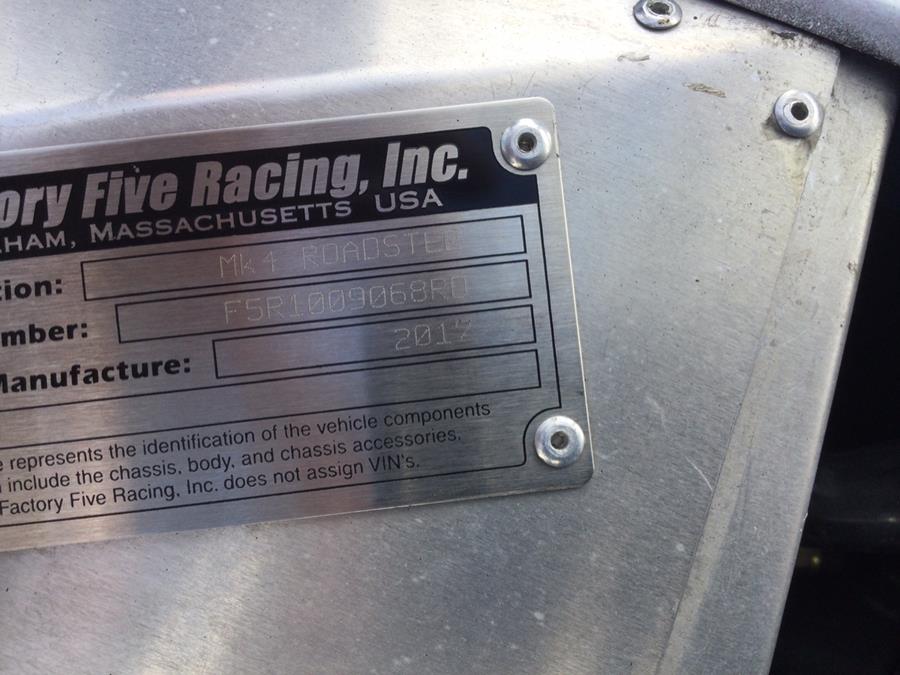 ory Five Racing, Inc.
HAM, MASSACHUSETTS USA
tion: Mk4 ROADSTER
mber: F5R1009068RD
Manufacture: 2017
e represents the identification of the vehicle components
include the chassis, body, and chassis accessories.
Factory Five Racing, Inc. does not assign VIN's.